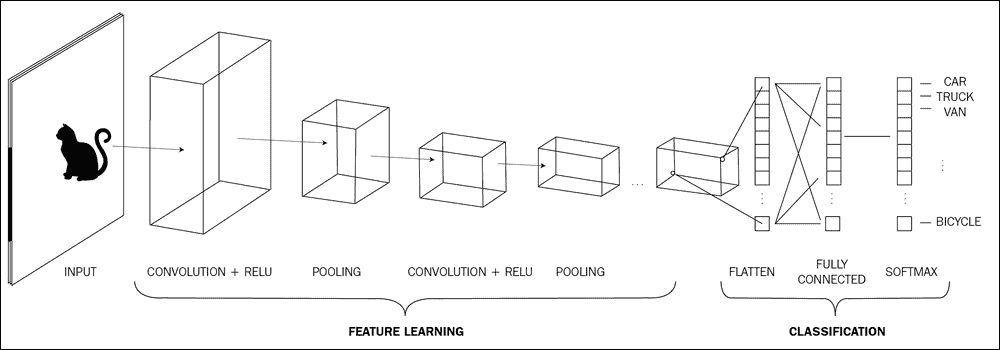 CAR
TRUCK
VAN
BICYCLE
INPUT
CONVOLUTION + RELU
POOLING
CONVOLUTION + RELU
POOLING
FLATTEN
FULLY
CONNECTED
SOFTMAX
FEATURE LEARNING
CLASSIFICATION